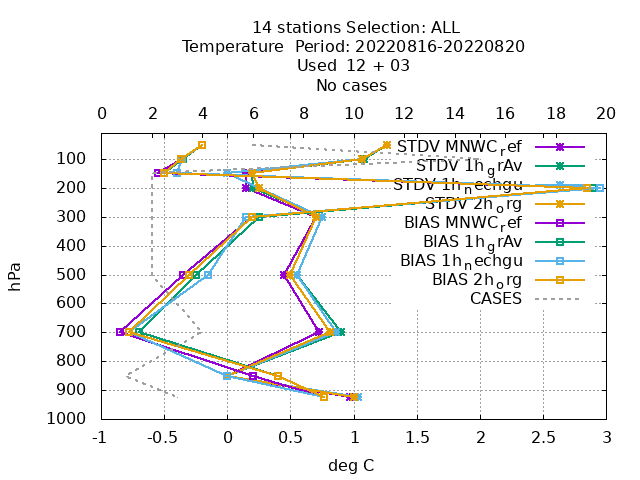 14 stations Selection: ALL
Temperature  Period: 20220816-20220820
Used  12 + 03
No cases
0 2 4 6 8 10 12 14 16 18 20
100
200
300
400
500
600
700
800
900
1000
hPa
STDV MNWC_ref
STDV 1h_grAv
STDV 1h_nechgu
STDV 2h_org
BIAS MNWC_ref
BIAS 1h_grAv
BIAS 1h_nechgu
BIAS 2h_org
CASES
-1 -0.5 0 0.5 1 1.5 2 2.5 3
deg C